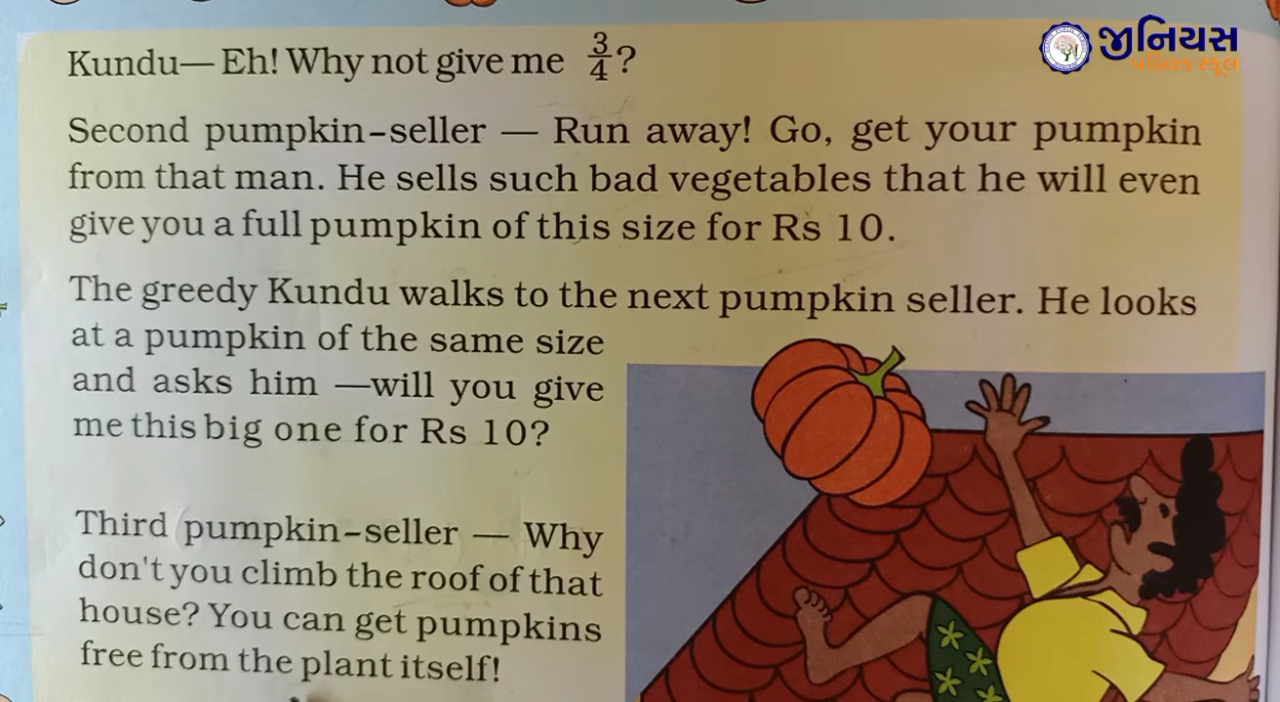 જીનિયસ
પબ્લિક સ્કૂલ
Kundu— Eh! Why not give me 3/4?
Second pumpkin-seller — Run away! Go, get your pumpkin
from that man. He sells such bad vegetables that he will even
give you a full pumpkin of this size for Rs 10.
The greedy Kundu walks to the next pumpkin seller. He looks
at a pumpkin of the same size
and asks him —will you give
me this big one for Rs 10?
Third pumpkin-seller — Why
don't you climb the roof of that
house? You can get pumpkins
free from the plant itself!